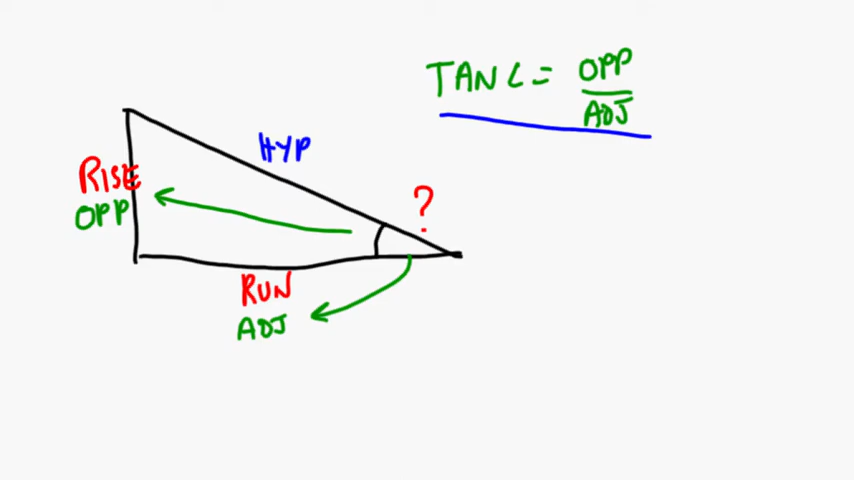 TAN L = OPP
ADJ
HYP
RISE
OPP
?
RUN
ADJ